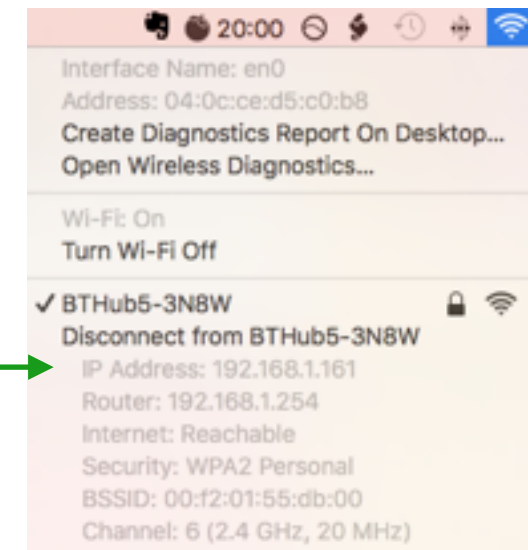 20:00
Interface Name: en0
Address: 04:0c:ce:d5:c0:b8
Create Diagnostics Report On Desktop...
Open Wireless Diagnostics...
Wi-Fi: On
Turn Wi-Fi Off
✓ BTHub5-3N8W
Disconnect from BTHub5-3N8W
IP Address: 192.168.1.161
Router: 192.168.1.254
Internet: Reachable
Security: WPA2 Personal
BSSID: 00:f2:01:55:db:00
Channel: 6 (2.4 GHz, 20 MHz)